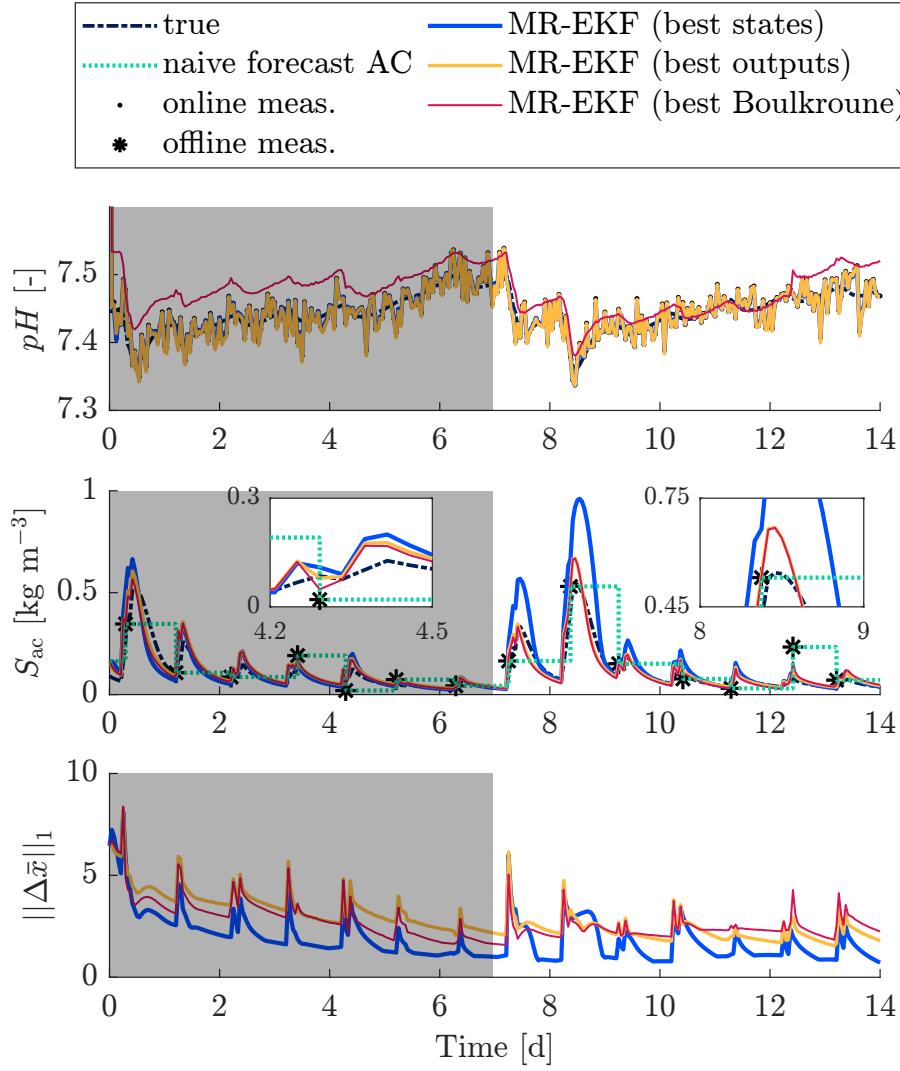 true
naive forecast AC
online meas.
offline meas.
MR-EKF (best states)
MR-EKF (best outputs)
MR-EKF (best Boulkroune)
pH [-]
7.5
7.4
7.3
0 2 4 6 8 10 12 14
S_ac [kg m^−3]
1
0.5
0
0.3
0
4.2 4.5
0.75
0.45
8 9
0 2 4 6 8 10 12 14
||Δx̄||_1
10
5
0
0 2 4 6 8 10 12 14
Time [d]